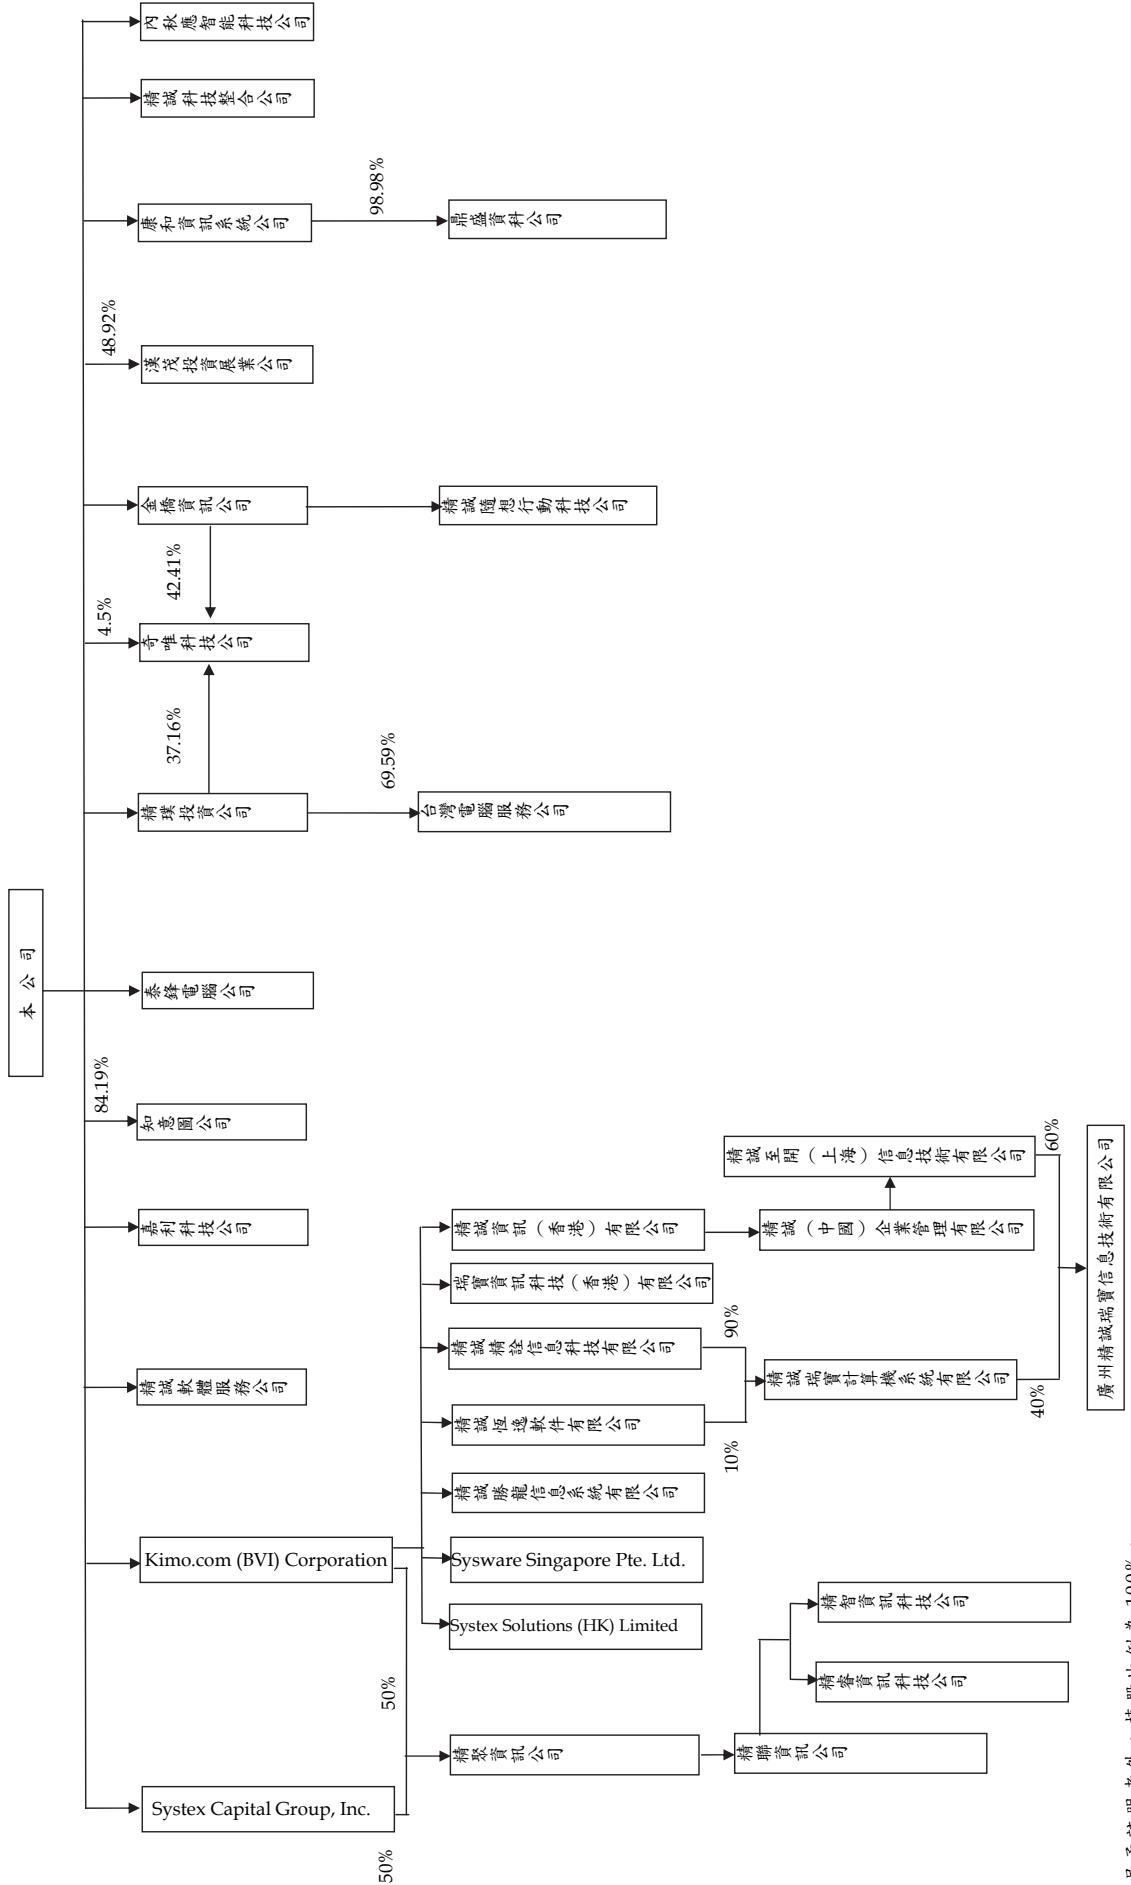 本公司
Systex Capital Group, Inc.
Kimo.com (BVI) Corporation
精誠軟體服務公司
嘉利科技公司
84.19%
知意圖公司
泰鋒電腦公司
精璞投資公司
37.16%
4.5%
奇唯科技公司
42.41%
金橋資訊公司
48.92%
漢茂投資展業公司
康和資訊系統公司
精誠科技整合公司
內秋應智能科技公司
50%
50%
精聚資訊公司
Systex Solutions (HK) Limited
Sysware Singapore Pte. Ltd.
精誠勝龍信息系統有限公司
精誠恆逸軟件有限公司
精誠精詮信息科技有限公司
瑞寶資訊科技（香港）有限公司
精誠資訊（香港）有限公司
69.59%
台灣電腦服務公司
精誠隨想行動科技公司
98.98%
鼎盛資科公司
精聯資訊公司
10%
90%
精誠瑞寶計算機系統有限公司
精誠（中國）企業管理有限公司
精誠至開（上海）信息技術有限公司
精睿資訊科技公司
精智資訊科技公司
40%
60%
廣州精誠瑞寶信息技術有限公司